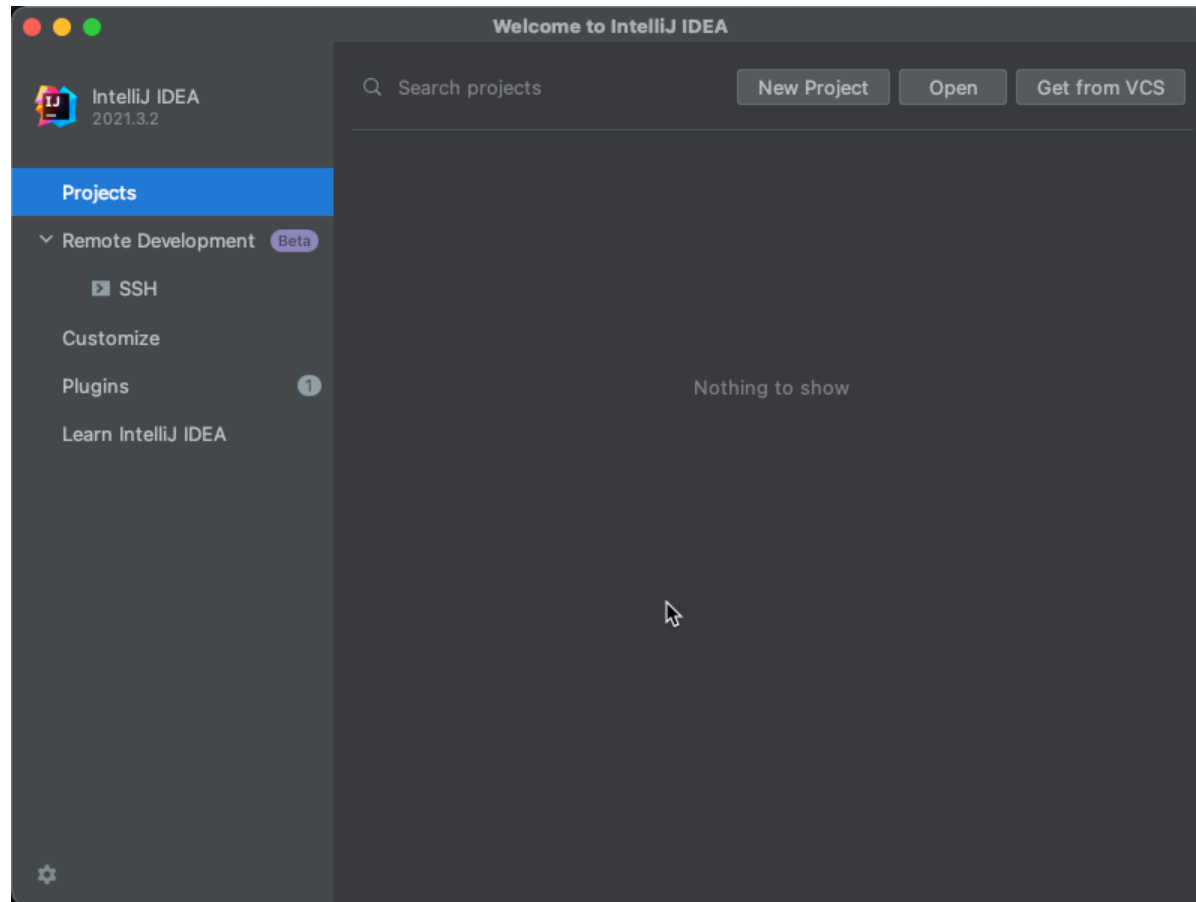 Welcome to IntelliJ IDEA
IJ
IntelliJ IDEA
2021.3.2
Search projects
New Project
Open
Get from VCS
Projects
Remote Development Beta
SSH
Customize
Plugins 1
Learn IntelliJ IDEA
Nothing to show